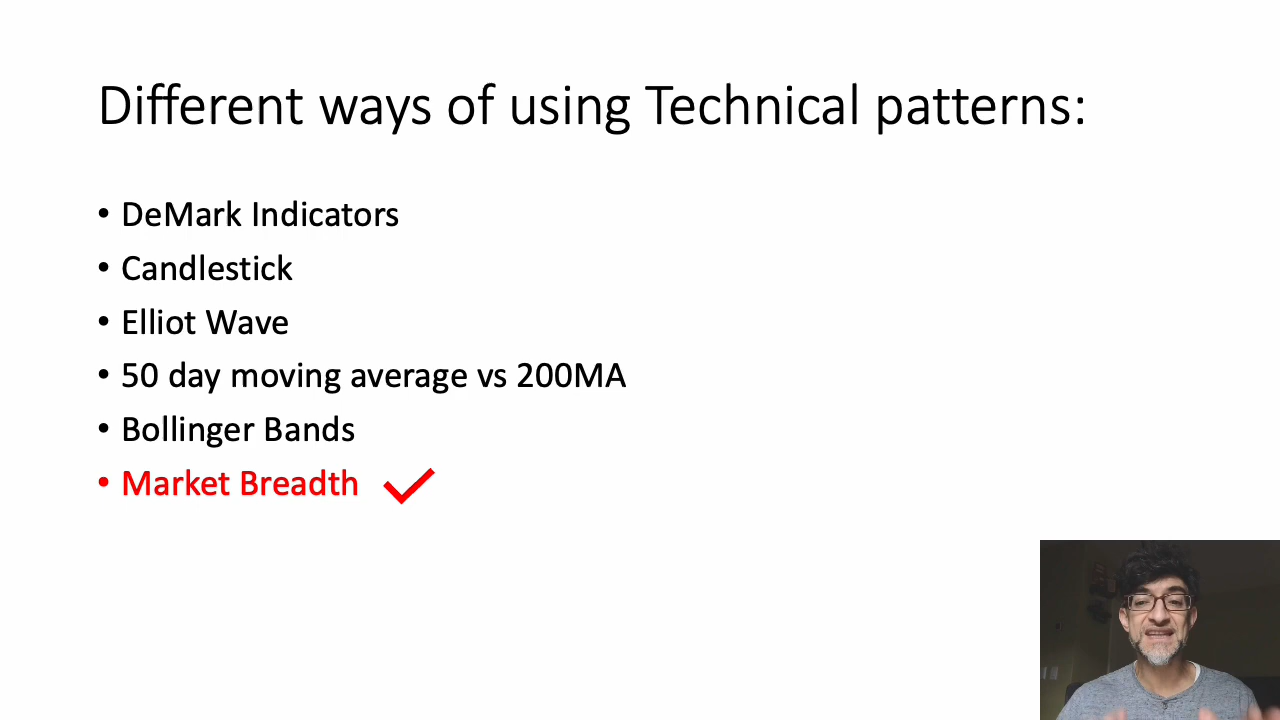 Different ways of using Technical patterns:
• DeMark Indicators
• Candlestick
• Elliot Wave
• 50 day moving average vs 200MA
• Bollinger Bands
• Market Breadth